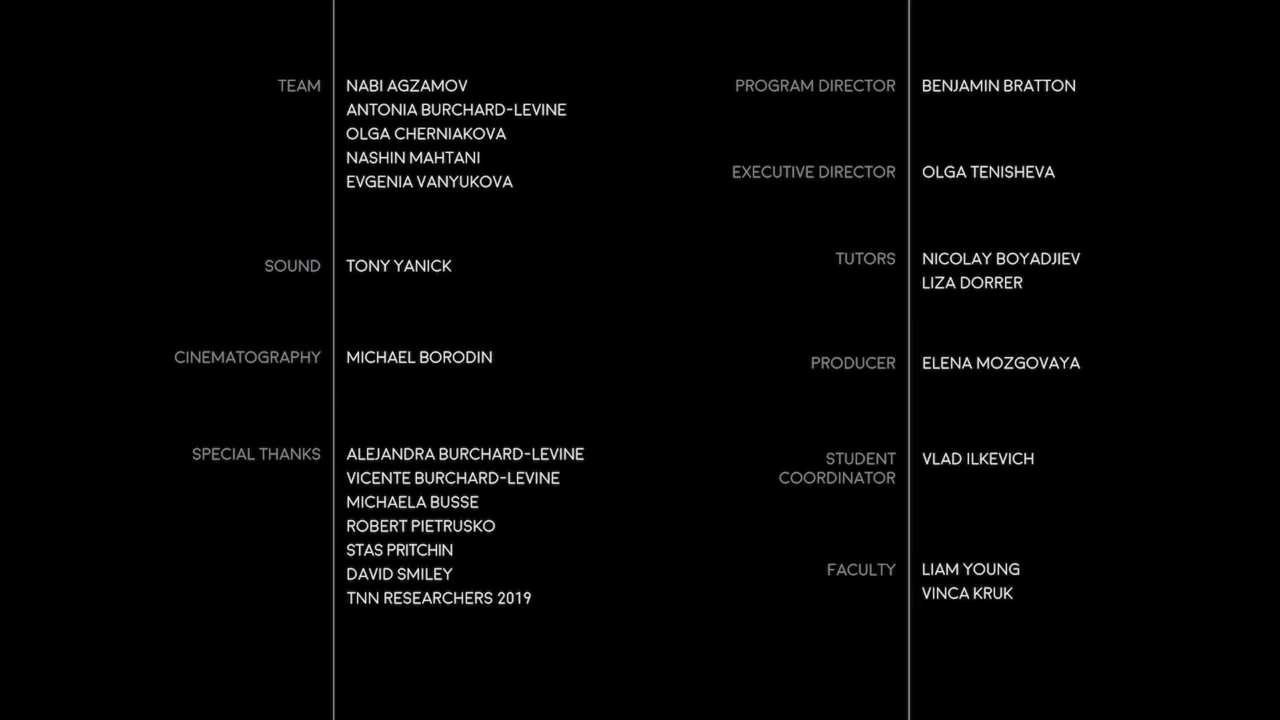 TEAM NABI AGZAMOV
ANTONIA BURCHARD-LEVINE
OLGA CHERNIAKOVA
NASHIN MAHTANI
EVGENIA VANYUKOVA
SOUND TONY YANICK
CINEMATOGRAPHY MICHAEL BORODIN
SPECIAL THANKS ALEJANDRA BURCHARD-LEVINE
VICENTE BURCHARD-LEVINE
MICHAELA BUSSE
ROBERT PIETRUSKO
STAS PRITCHIN
DAVID SMILEY
TNN RESEARCHERS 2019
PROGRAM DIRECTOR BENJAMIN BRATTON
EXECUTIVE DIRECTOR OLGA TENISHEVA
TUTORS NICOLAY BOYADJIEV
LIZA DORRER
PRODUCER ELENA MOZGOVAYA
STUDENT VLAD ILKEVICH
COORDINATOR
FACULTY LIAM YOUNG
VINCA KRUK